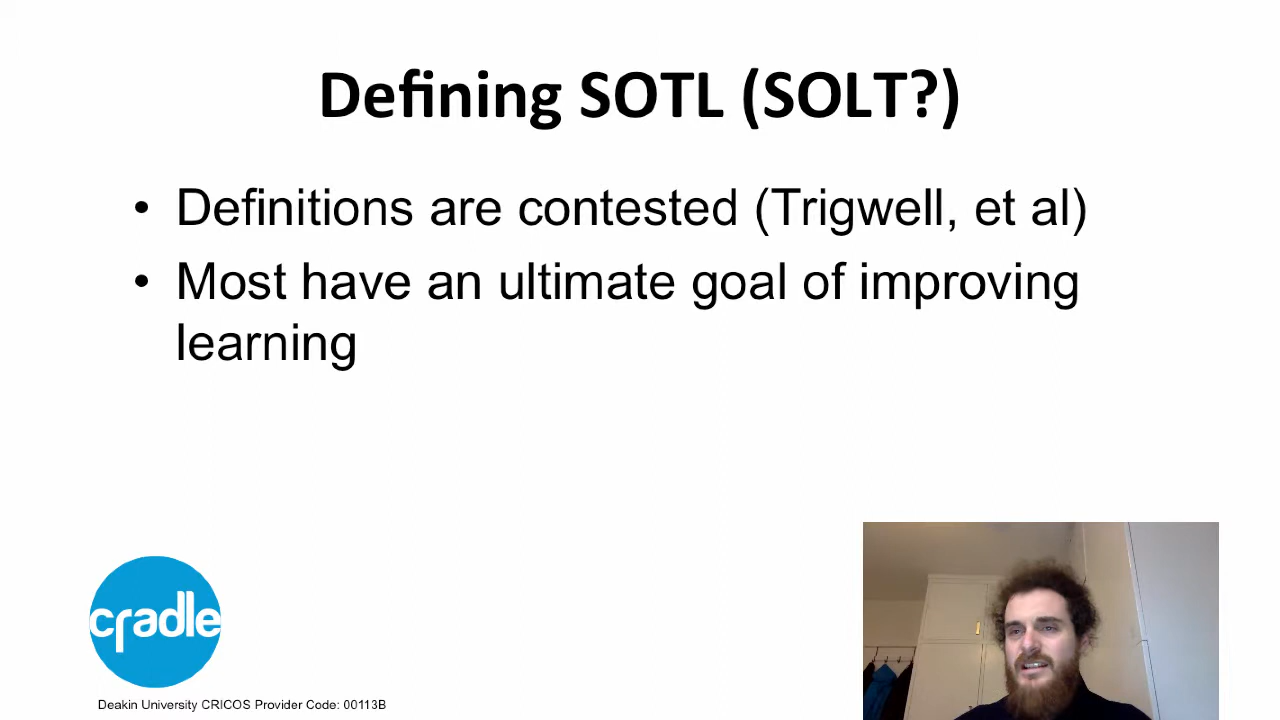 Defining SOTL (SOLT?)
• Definitions are contested (Trigwell, et al)
• Most have an ultimate goal of improving
learning
cradle
Deakin University CRICOS Provider Code: 00113B